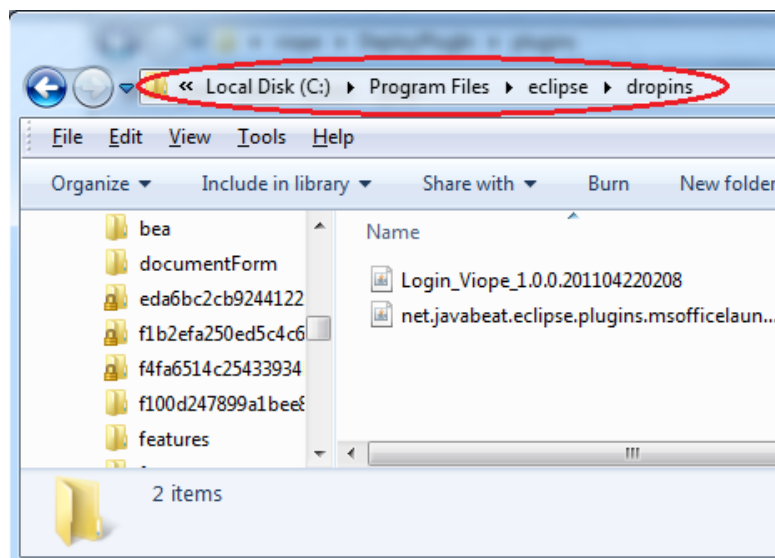 « Local Disk (C:) ▸ Program Files ▸ eclipse ▸ dropins
File Edit View Tools Help
Organize ▾ Include in library ▾ Share with ▾ Burn New folder
bea
documentForm
eda6bc2cb9244122
f1b2efa250ed5c4c6
f4fa6514c25433934
f100d247899a1bee8
features
Name
Login_Viope_1.0.0.201104220208
net.javabeat.eclipse.plugins.msofficelaun...
2 items